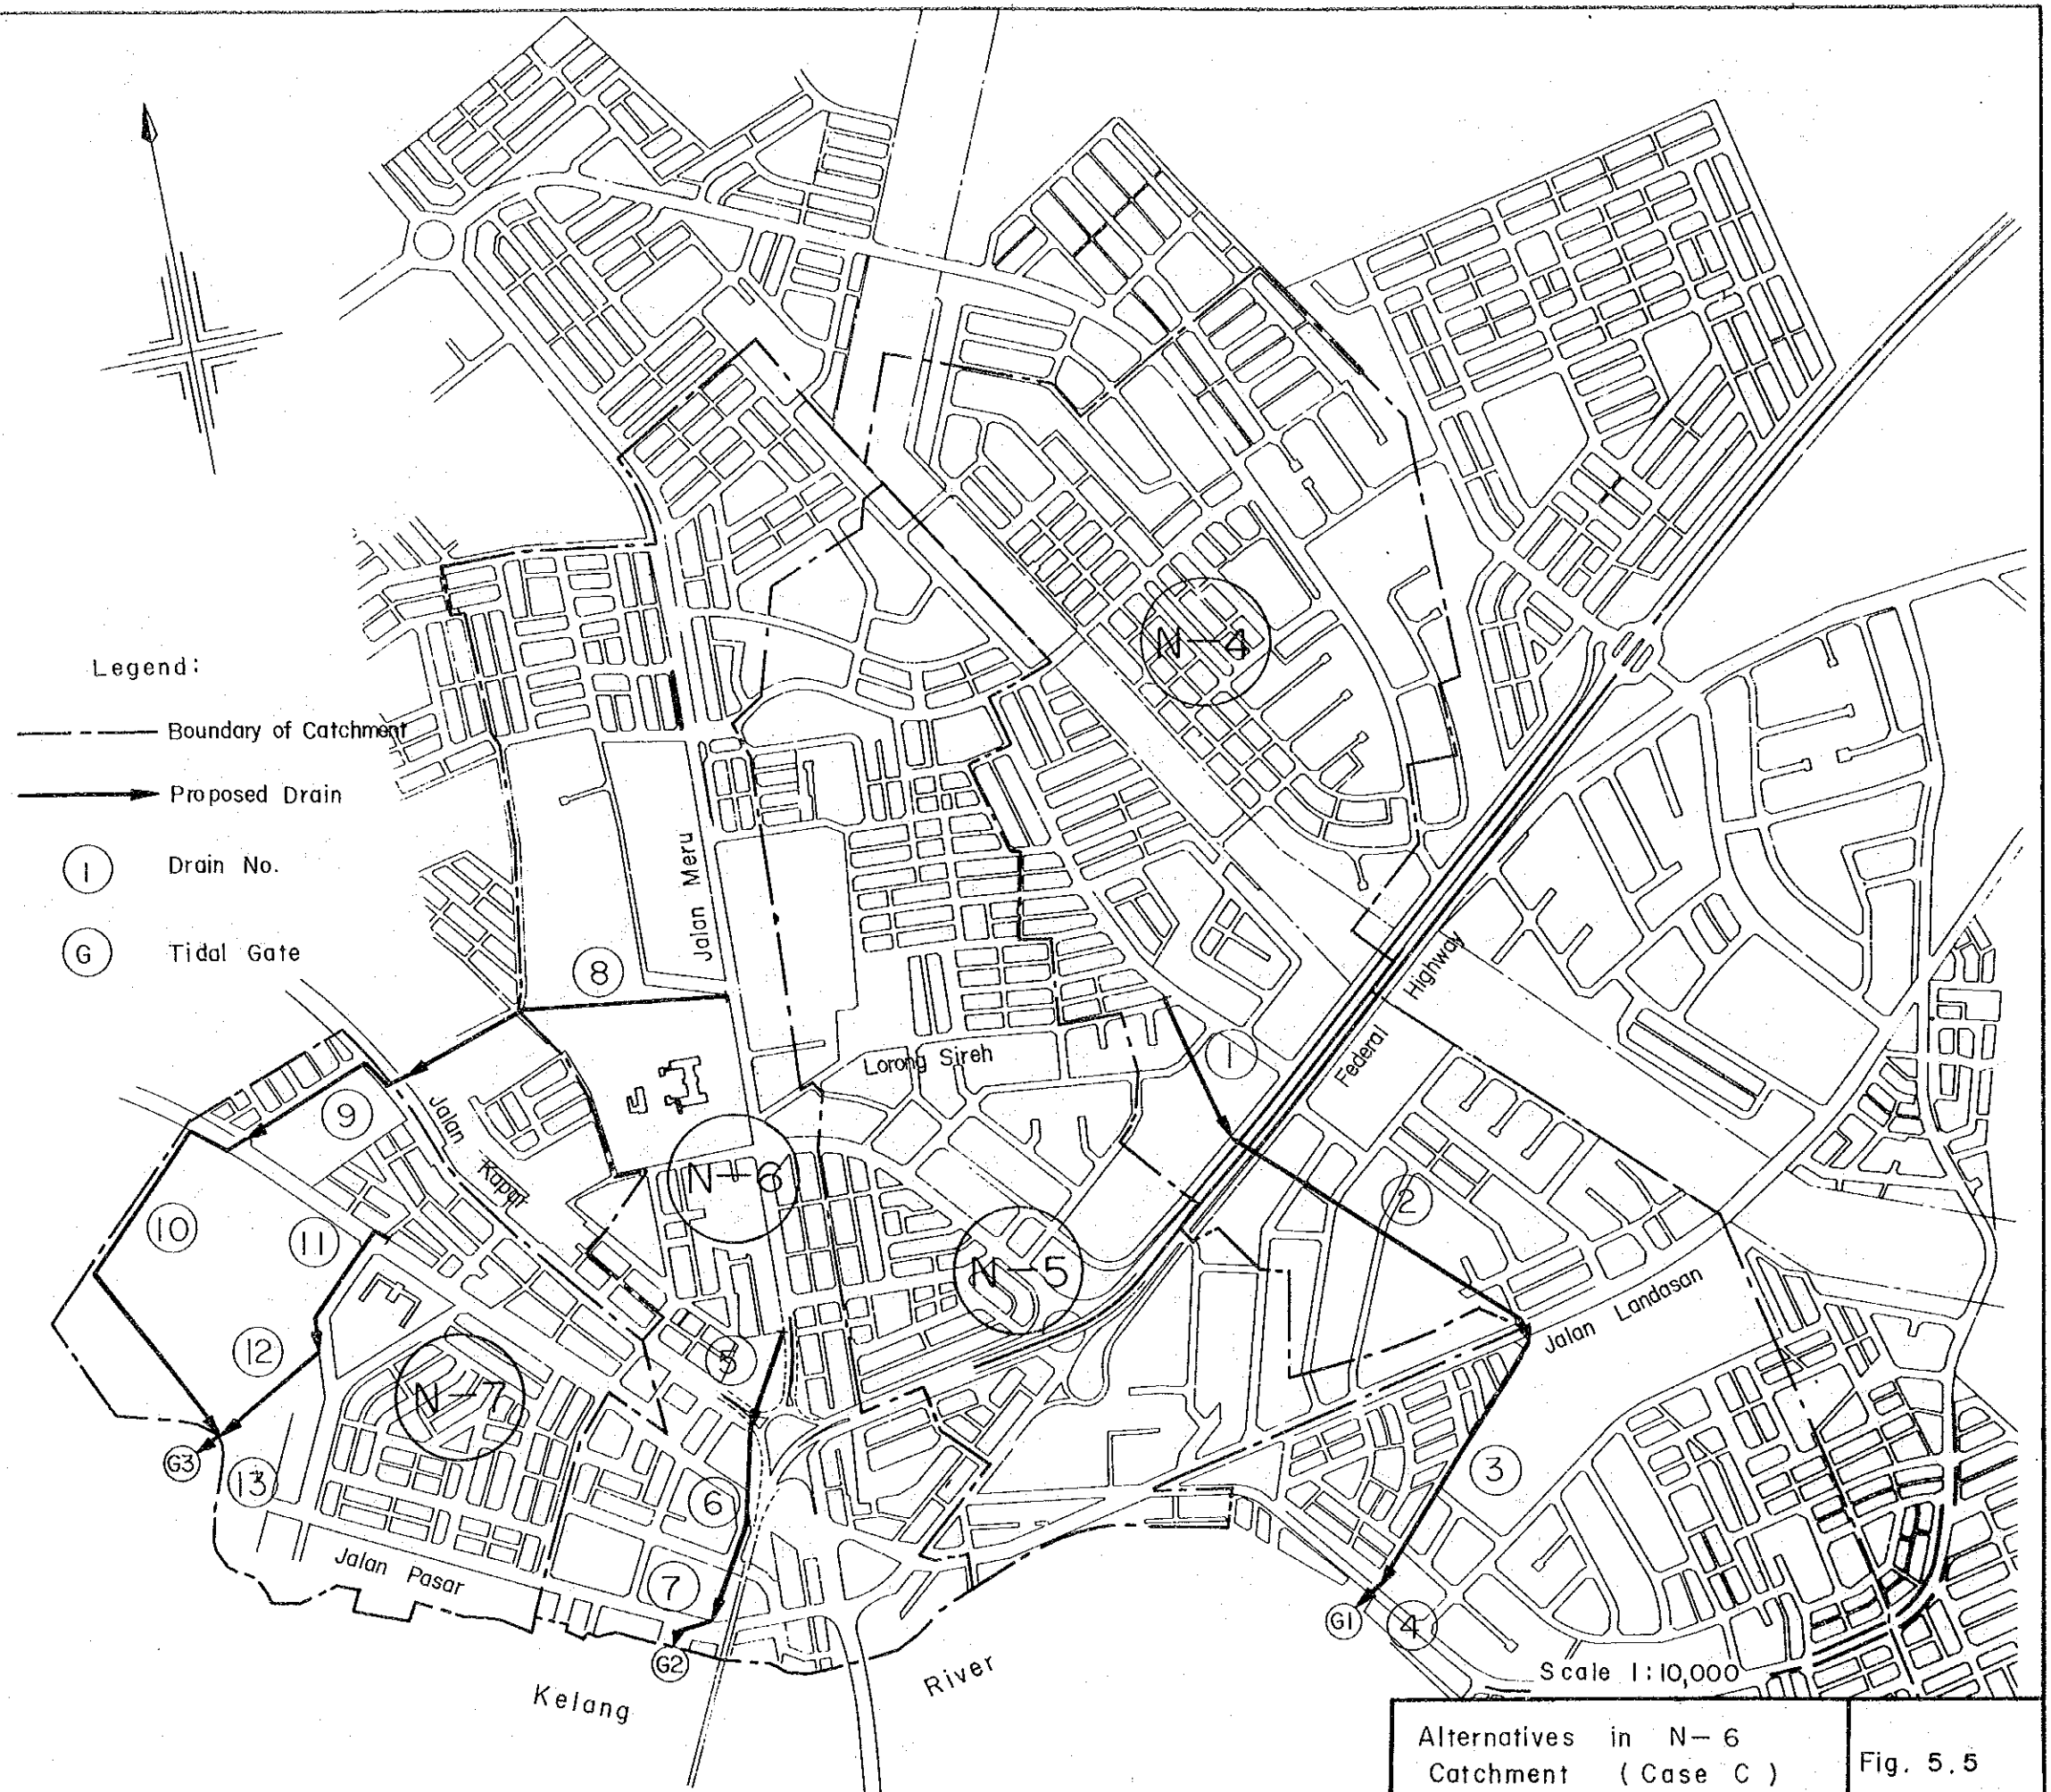 N-4
Legend:
Boundary of Catchment
Proposed Drain
1 Drain No.
G Tidal Gate
Jalan Meru
8
Federal Highway
Lorong Sireh
1
9
Jalan Kapar
N-6
2
10
11
N-5
Jalan Landasan
12
5
N-7
G3
13
6
3
Jalan Pasar
7
G1
4
G2
Kelang River
Scale 1:10,000
Alternatives in N-6
Catchment (Case C)
Fig. 5.5